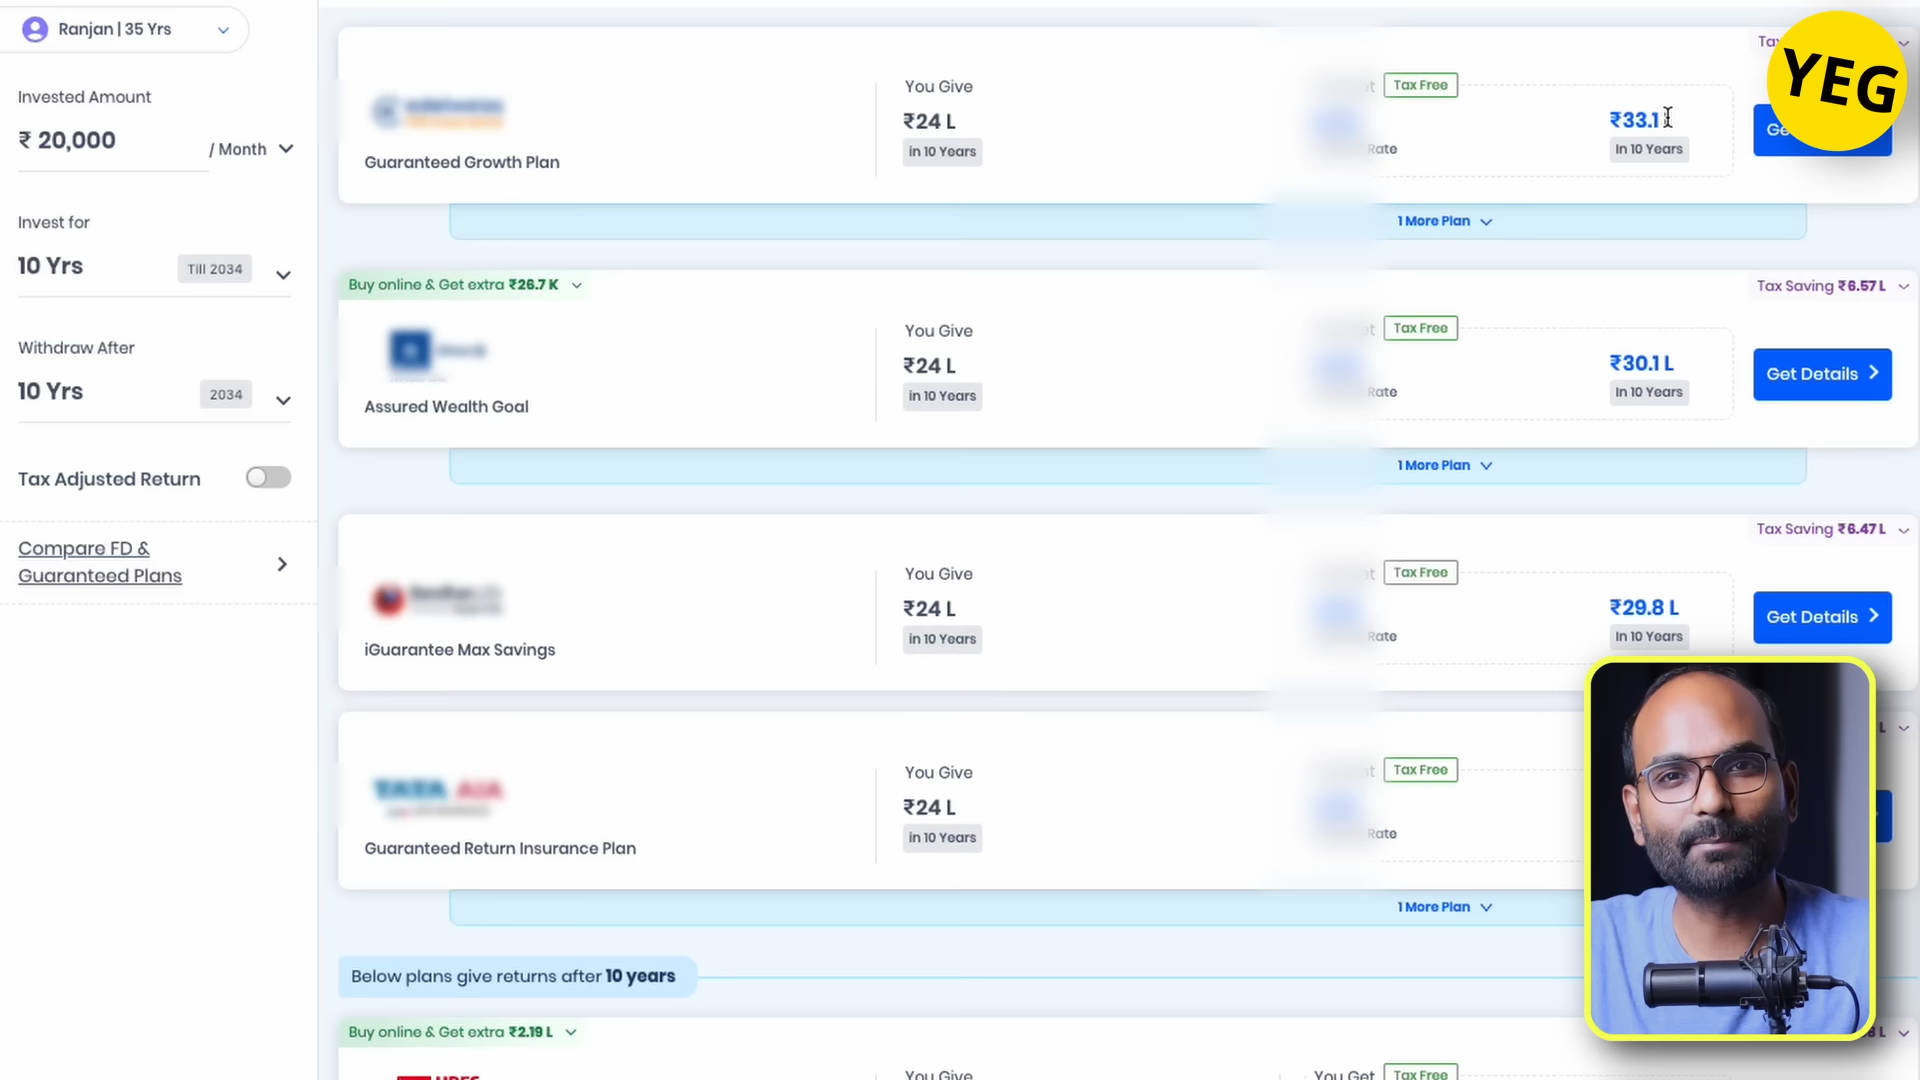 Ranjan | 35 Yrs
Invested Amount
₹ 20,000
/ Month
Invest for
10 Yrs
Till 2034
Withdraw After
10 Yrs
2034
Tax Adjusted Return
Compare FD &
Guaranteed Plans
YEG
Guaranteed Growth Plan
You Give
₹24 L
in 10 Years
Tax Free
Rate
₹33.1
In 10 Years
1 More Plan
Buy online & Get extra ₹26.7 K
Tax Saving ₹6.57 L
Assured Wealth Goal
You Give
₹24 L
in 10 Years
Tax Free
Rate
₹30.1 L
In 10 Years
Get Details
1 More Plan
Tax Saving ₹6.47 L
iGuarantee Max Savings
You Give
₹24 L
in 10 Years
Tax Free
Rate
₹29.8 L
In 10 Years
Get Details
TATA AIA
Guaranteed Return Insurance Plan
You Give
₹24 L
in 10 Years
Tax Free
Rate
1 More Plan
Below plans give returns after 10 years
Buy online & Get extra ₹2.19 L
You Give
You Get
Tax Free